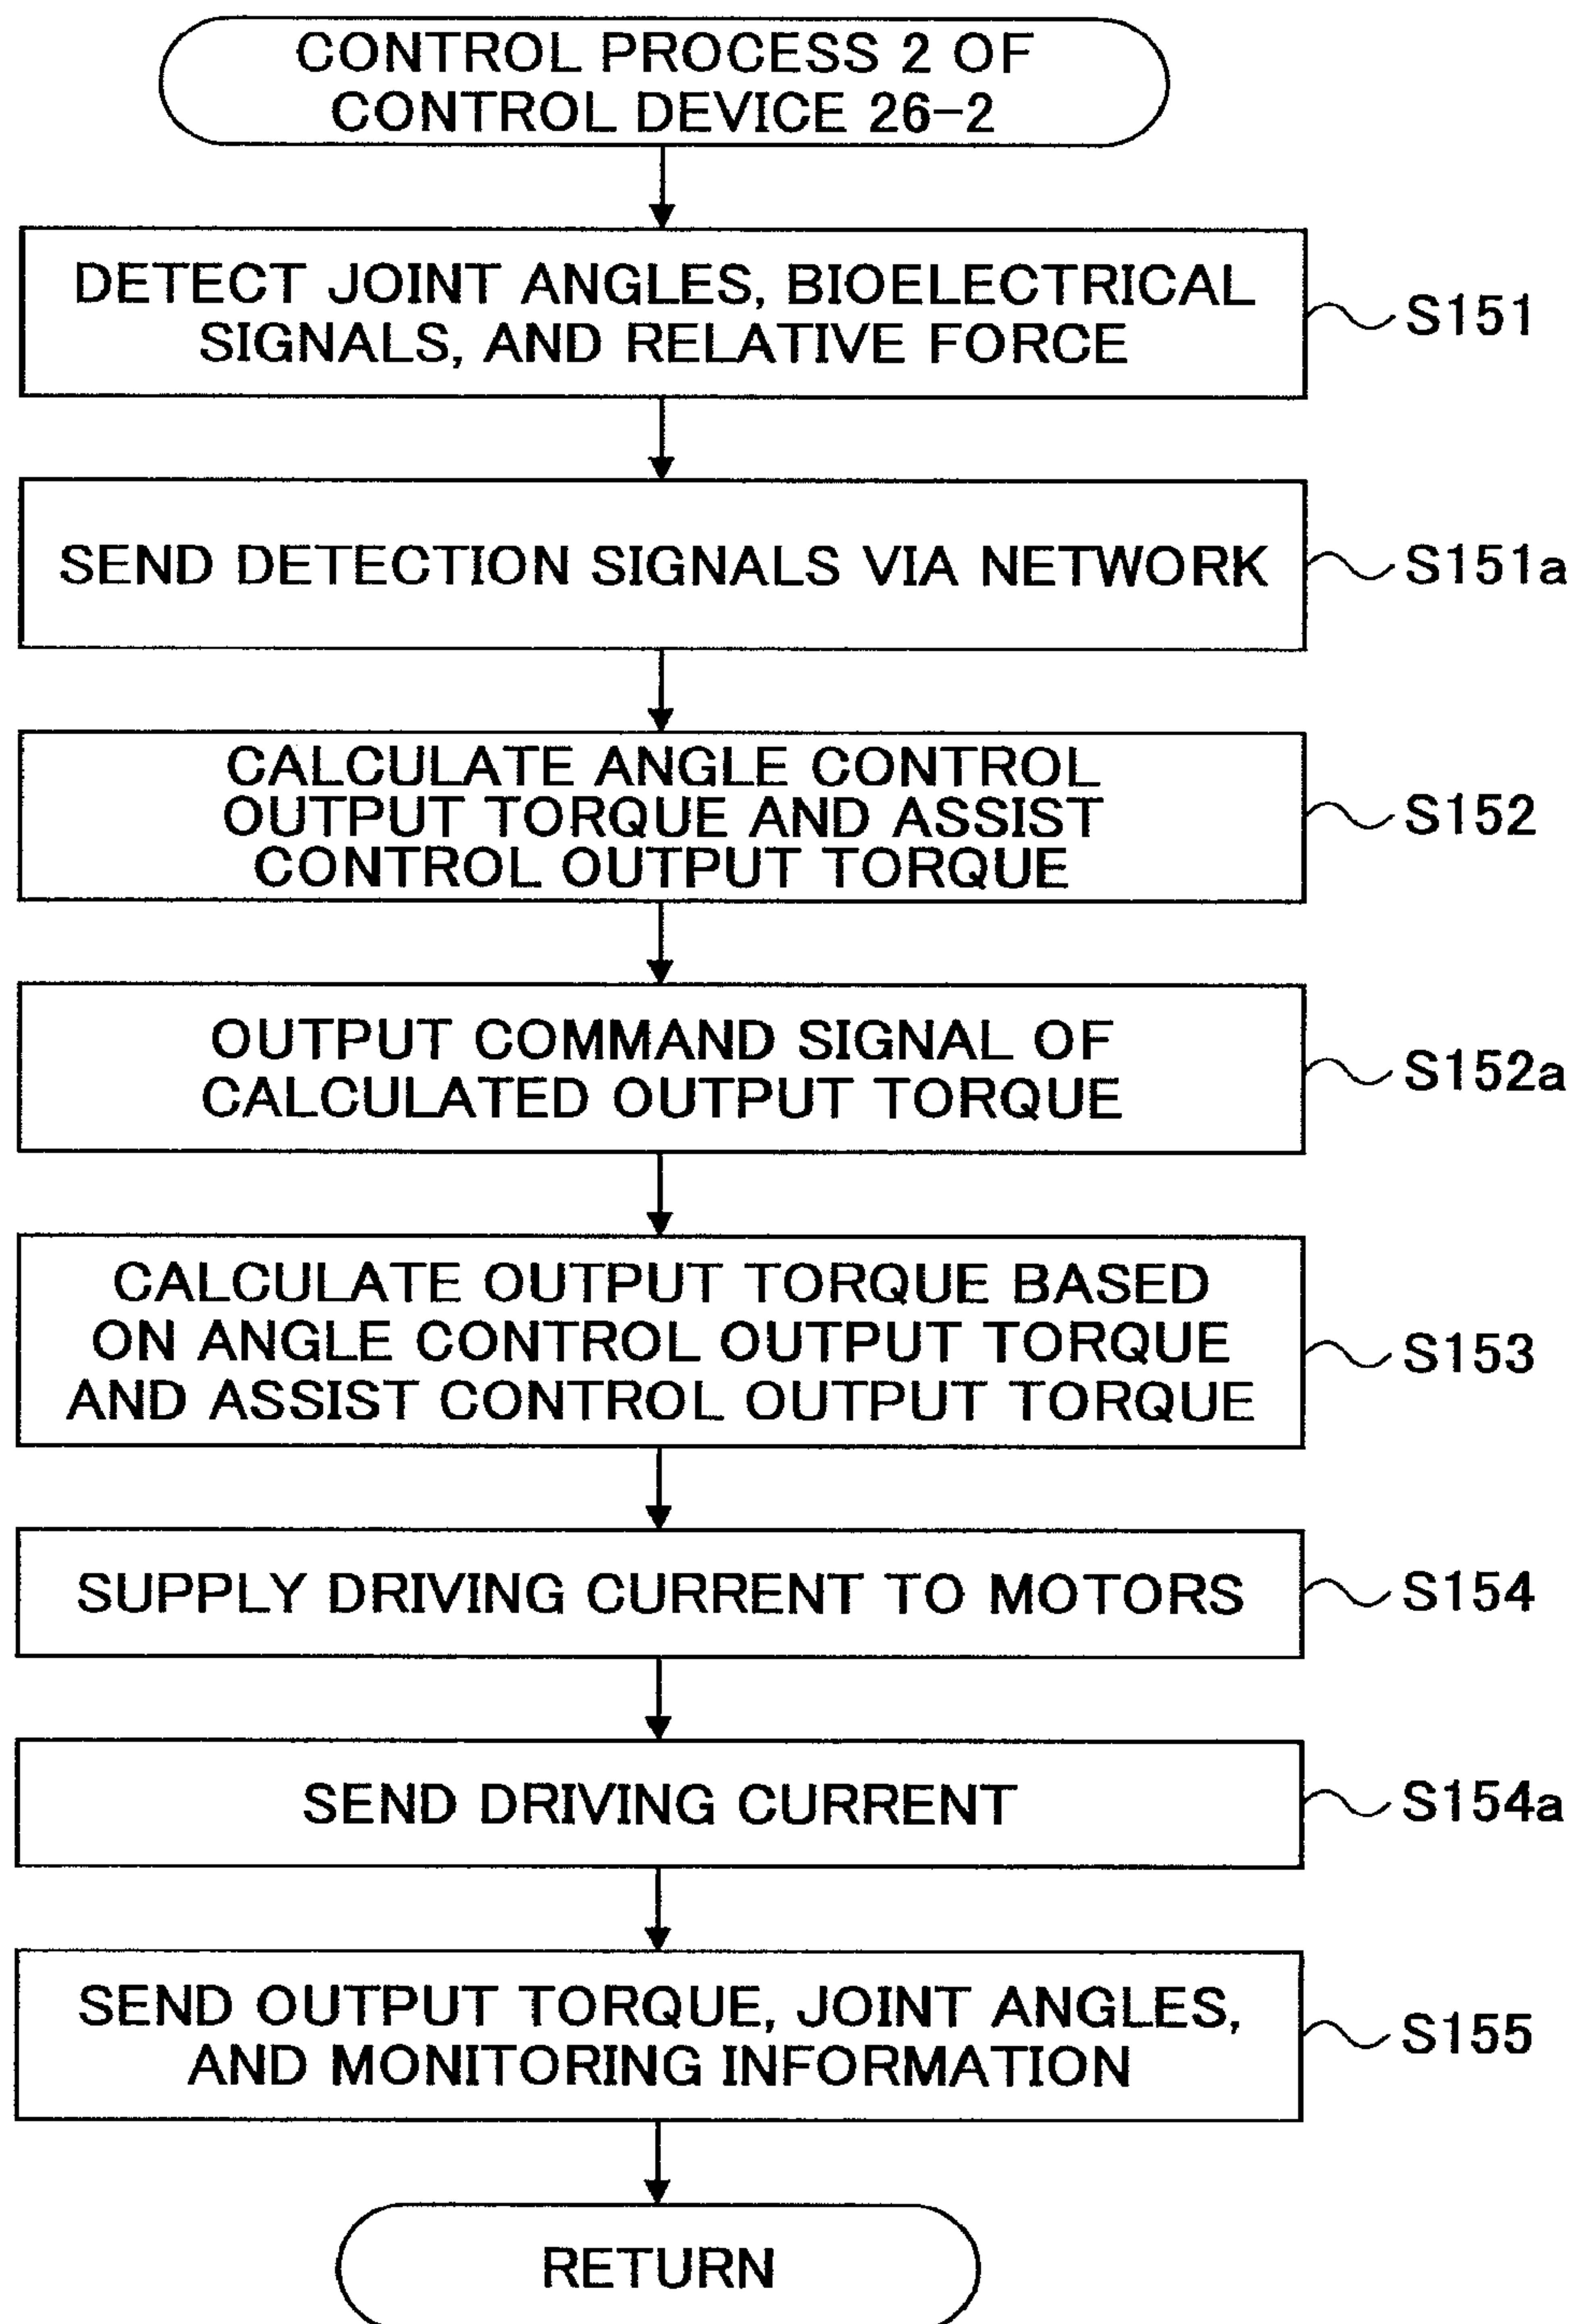 CONTROL PROCESS 2 OF
CONTROL DEVICE 26-2
DETECT JOINT ANGLES, BIOELECTRICAL
SIGNALS, AND RELATIVE FORCE
S151
SEND DETECTION SIGNALS VIA NETWORK
S151a
CALCULATE ANGLE CONTROL
OUTPUT TORQUE AND ASSIST
CONTROL OUTPUT TORQUE
S152
OUTPUT COMMAND SIGNAL OF
CALCULATED OUTPUT TORQUE
S152a
CALCULATE OUTPUT TORQUE BASED
ON ANGLE CONTROL OUTPUT TORQUE
AND ASSIST CONTROL OUTPUT TORQUE
S153
SUPPLY DRIVING CURRENT TO MOTORS
S154
SEND DRIVING CURRENT
S154a
SEND OUTPUT TORQUE, JOINT ANGLES,
AND MONITORING INFORMATION
S155
RETURN